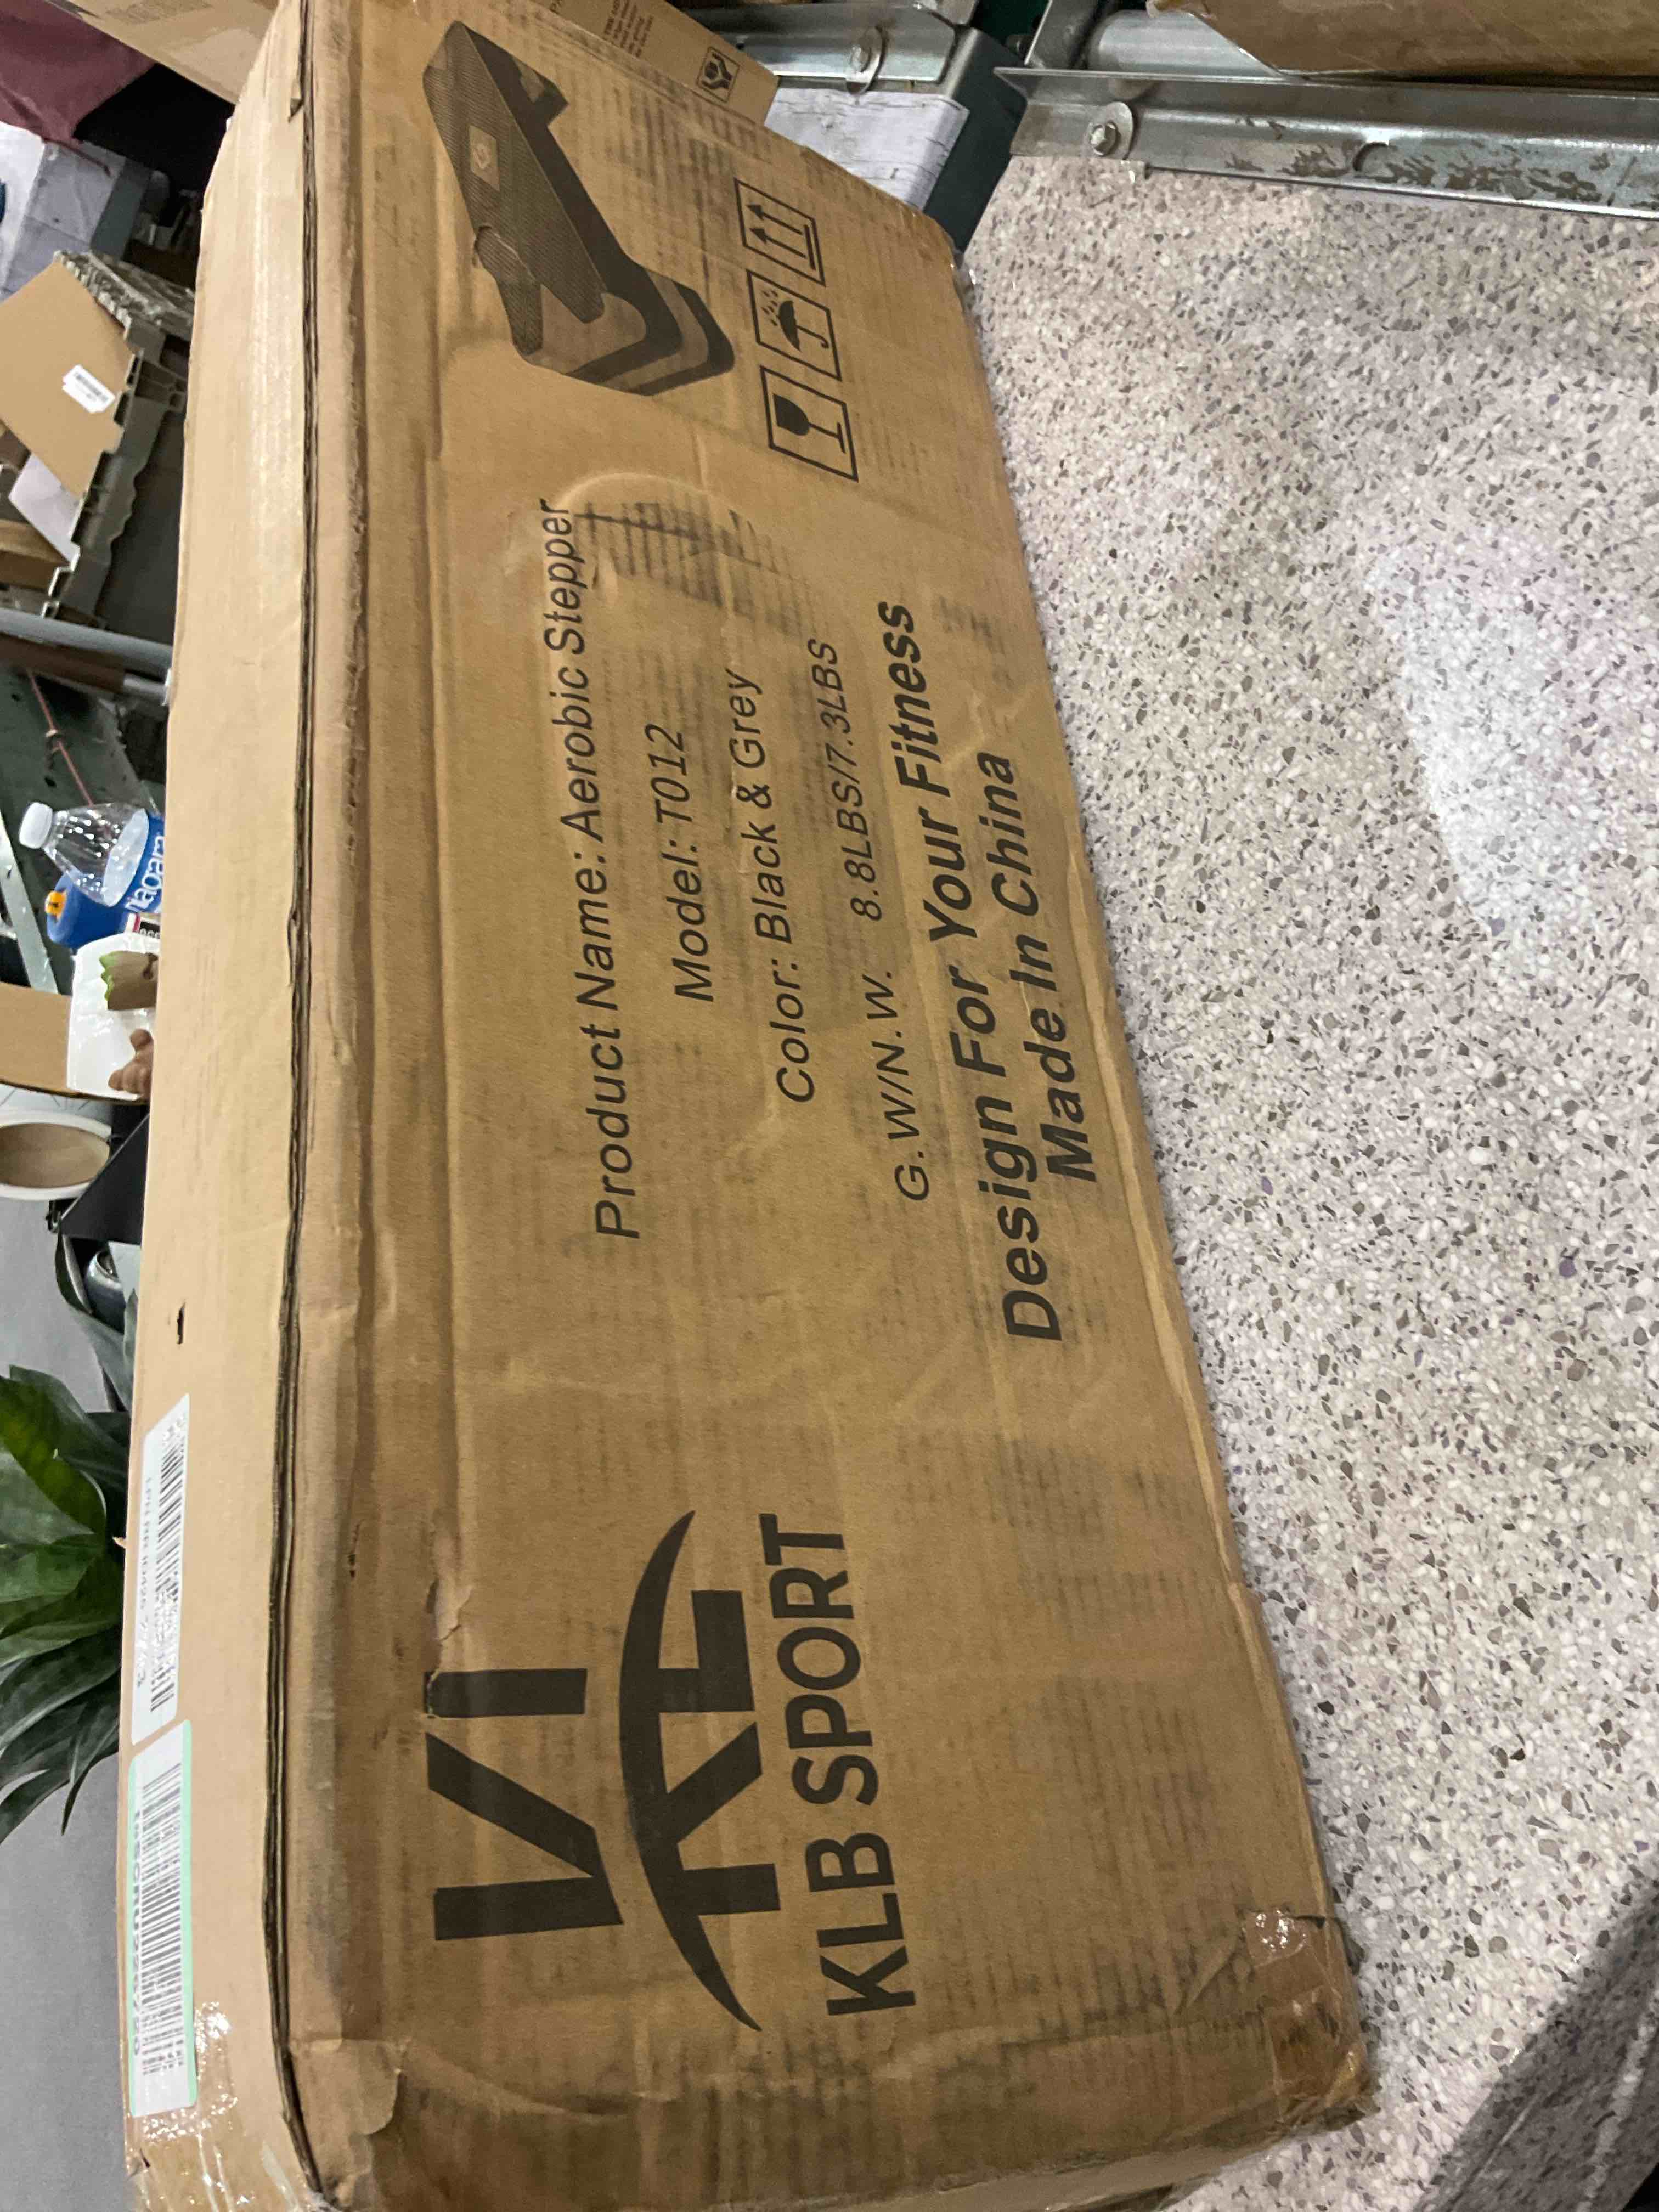 KLB SPORT
Product Name: Aerobic Stepper
Model: T012
Color: Black & Grey
G.W/N.W. 8.8LBS/7.3LBS
Design For Your Fitness
Made In China